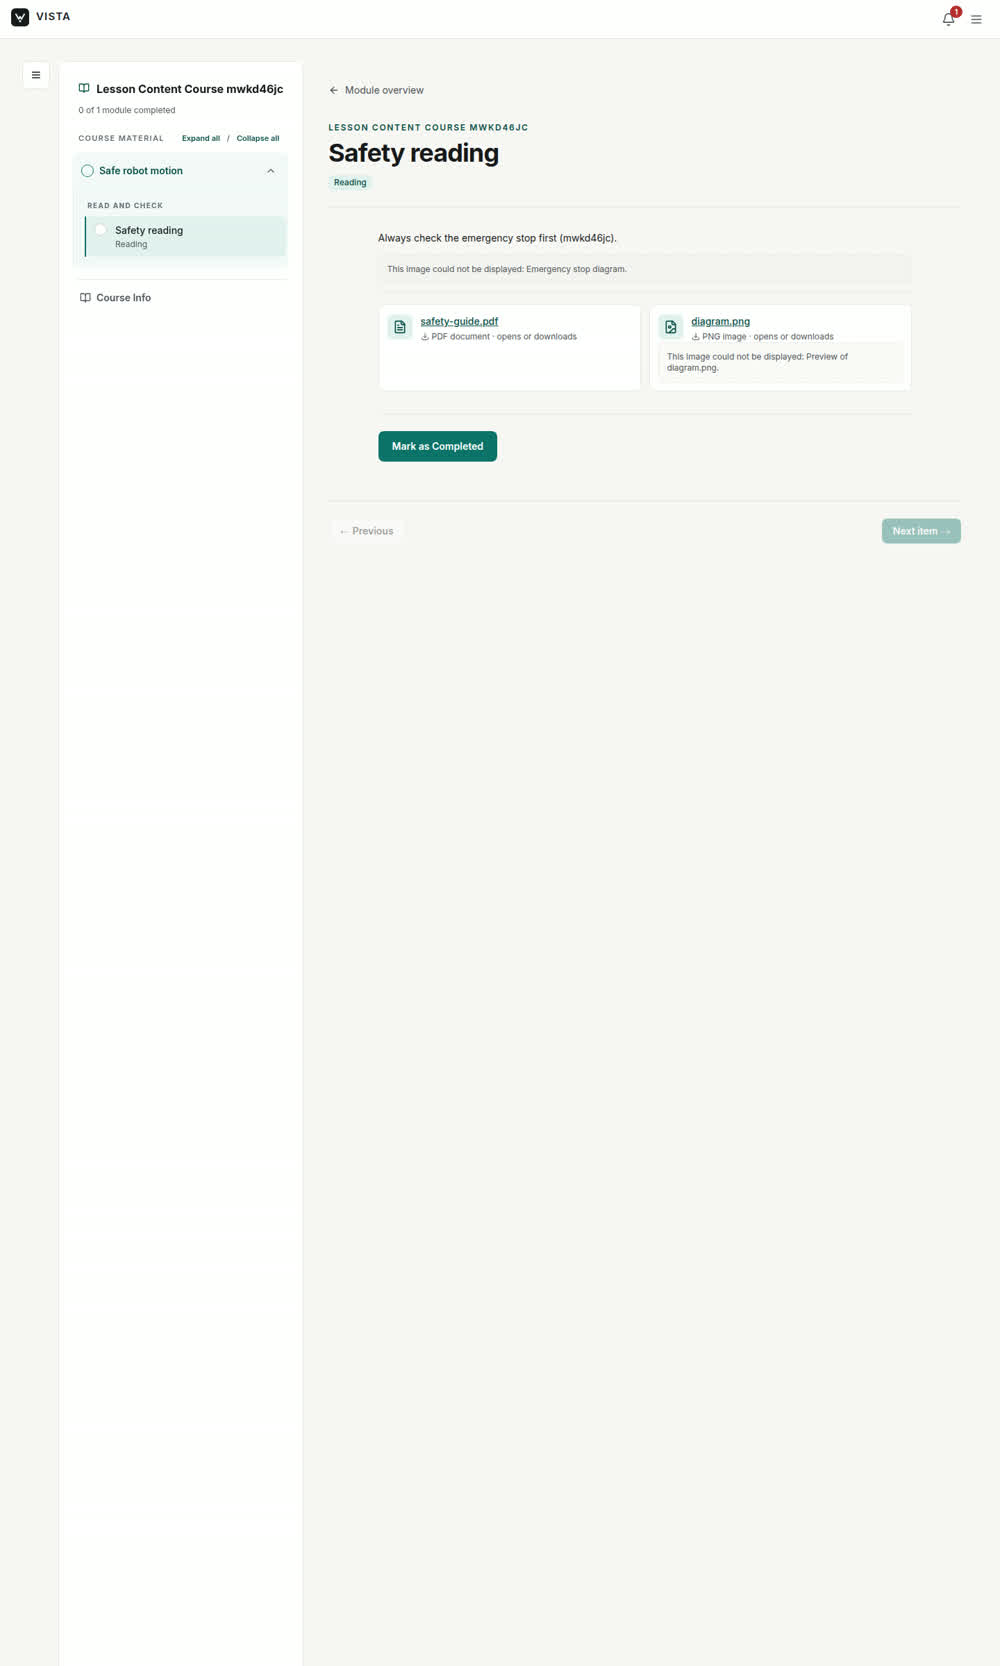 VISTA
1
Lesson Content Course mwkd46jc
0 of 1 module completed
COURSE MATERIAL Expand all / Collapse all
Safe robot motion
READ AND CHECK
Safety reading
Reading
Course Info
← Module overview
LESSON CONTENT COURSE MWKD46JC
Safety reading
Reading
Always check the emergency stop first (mwkd46jc).
This image could not be displayed: Emergency stop diagram.
safety-guide.pdf
PDF document · opens or downloads
diagram.png
PNG image · opens or downloads
This image could not be displayed: Preview of
diagram.png.
Mark as Completed
← Previous
Next item →